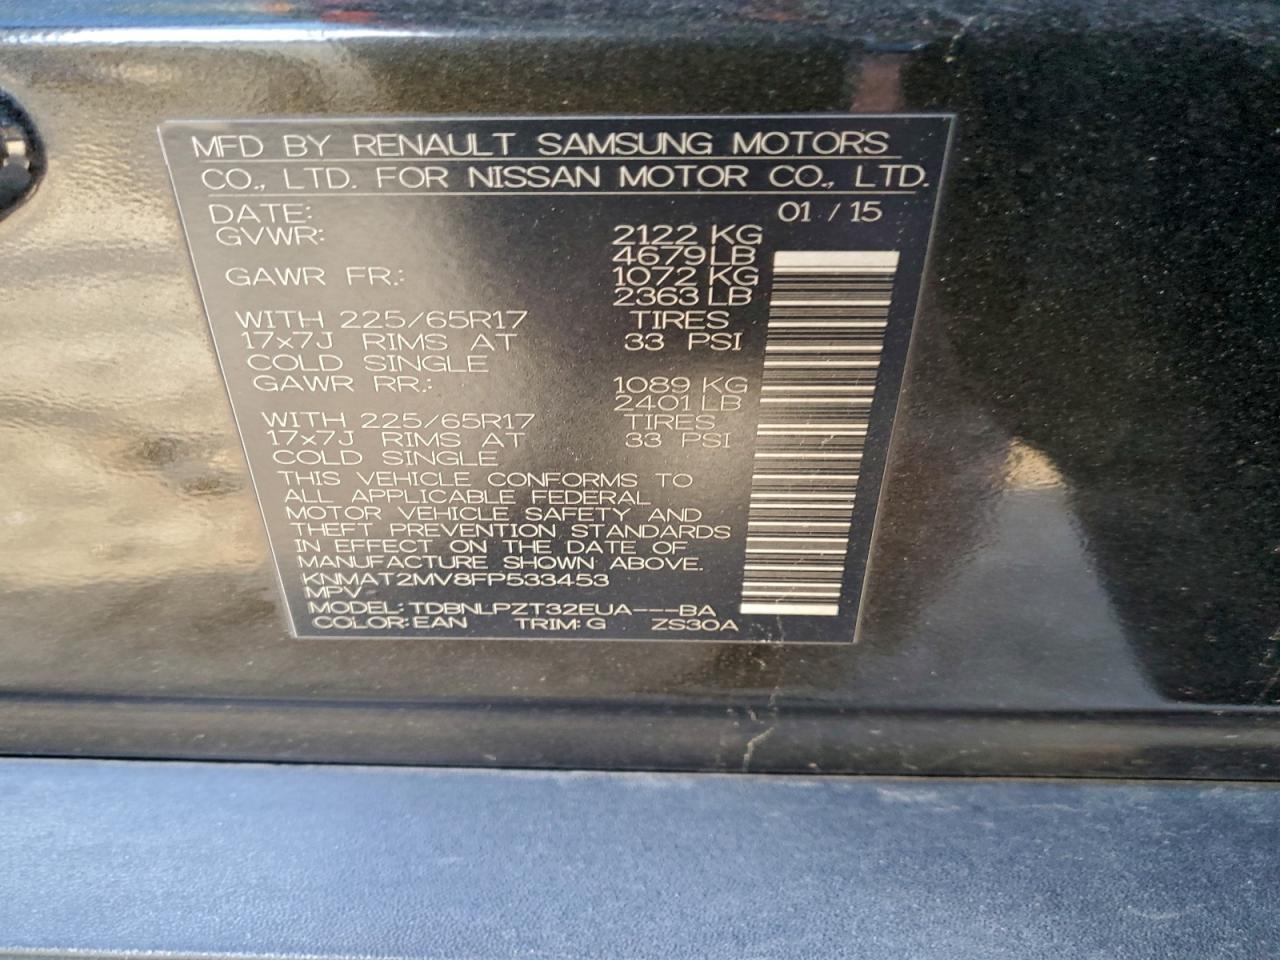 MFD BY RENAULT SAMSUNG MOTORS
CO., LTD. FOR NISSAN MOTOR CO., LTD.
DATE: 01 / 15
GVWR: 2122 KG
4679 LB
GAWR FR.: 1072 KG
2363 LB
WITH 225/65R17 TIRES
17x7J RIMS AT 33 PSI
COLD SINGLE
GAWR RR.: 1089 KG
2401 LB
WITH 225/65R17 TIRES
17x7J RIMS AT 33 PSI
COLD SINGLE
THIS VEHICLE CONFORMS TO
ALL APPLICABLE FEDERAL
MOTOR VEHICLE SAFETY AND
THEFT PREVENTION STANDARDS
IN EFFECT ON THE DATE OF
MANUFACTURE SHOWN ABOVE.
KNMAT2MV8FP533453
MPV
MODEL: TDBNLPZT32EUA---BA
COLOR: EAN TRIM: G ZS30A